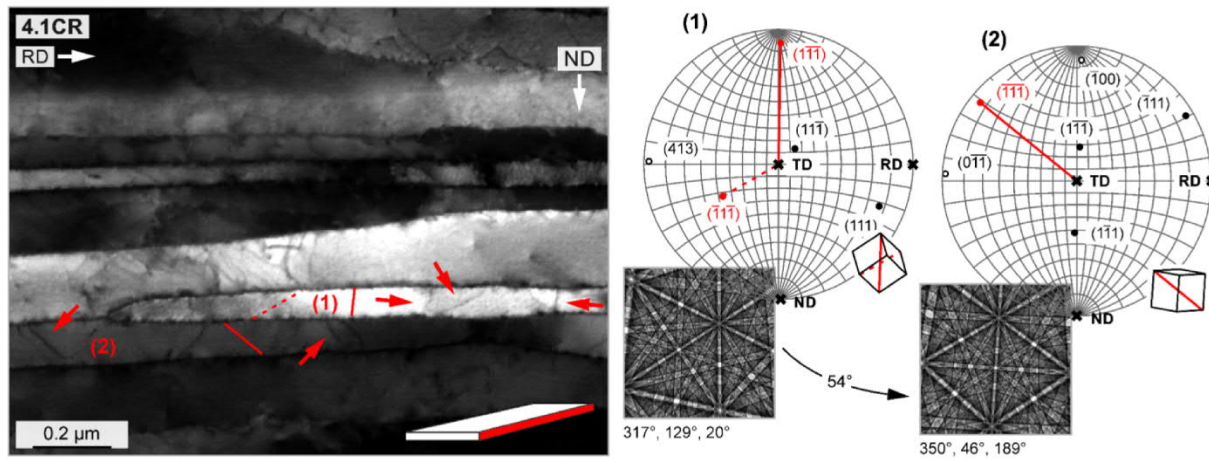 4.1CR
RD
ND
(1)
(2)
0.2 μm
(1)
(11̄1̄)
(111̄)
(4̄13̄)
TD
RD
(1̄11̄)
(111)
ND
317°, 129°, 20°
54°
(2)
(1̄00)
(1̄1̄1̄)
(1̄11)
(1̄1̄1)
(01̄1̄)
TD
RD
(11̄1)
ND
350°, 46°, 189°